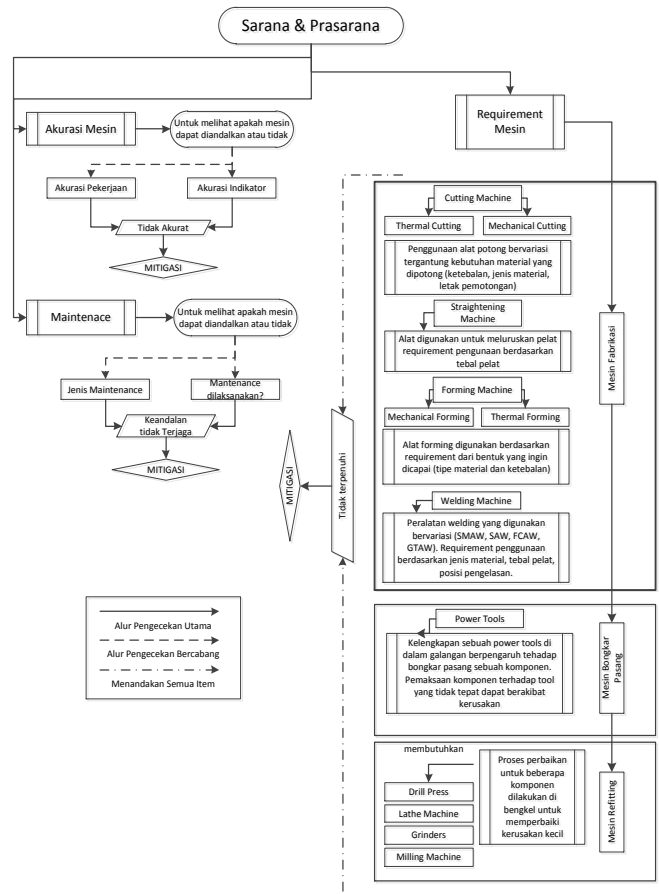 Sarana & Prasarana
Akurasi Mesin
Untuk melihat apakah mesin
dapat diandalkan atau tidak
Akurasi Pekerjaan
Akurasi Indikator
Tidak Akurat
MITIGASI
Maintenace
Untuk melihat apakah mesin
dapat diandalkan atau tidak
Jenis Maintenance
Mantenance
dilaksanakan?
Keandalan
tidak Terjaga
MITIGASI
Alur Pengecekan Utama
Alur Pengecekan Bercabang
Menandakan Semua Item
MITIGASI
Tidak terpenuhi
Requirement
Mesin
Cutting Machine
Thermal Cutting
Mechanical Cutting
Penggunaan alat potong bervariasi
tergantung kebutuhan material yang
dipotong (ketebalan, jenis material,
letak pemotongan)
Straightening
Machine
Alat digunakan untuk meluruskan pelat
requirement pengunaan berdasarkan
tebal pelat
Forming Machine
Mechanical Forming
Thermal Forming
Alat forming digunakan berdasarkan
requirement dari bentuk yang ingin
dicapai (tipe material dan ketebalan)
Welding Machine
Peralatan welding yang digunakan
bervariasi (SMAW, SAW, FCAW,
GTAW). Requirement penggunaan
berdasarkan jenis material, tebal pelat,
posisi pengelasan.
Mesin Fabrikasi
Power Tools
Kelengkapan sebuah power tools di
dalam galangan berpengaruh tehadap
bongkar pasang sebuah komponen.
Pemaksaan komponen terhadap tool
yang tidak tepat dapat berakibat
kerusakan
Mesin Bongkar
Pasang
membutuhkan
Drill Press
Lathe Machine
Grinders
Milling Machine
Proses perbaikan
untuk beberapa
komponen
dilakukan di
bengkel untuk
memperbaiki
kerusakan kecil
Mesin Refitting